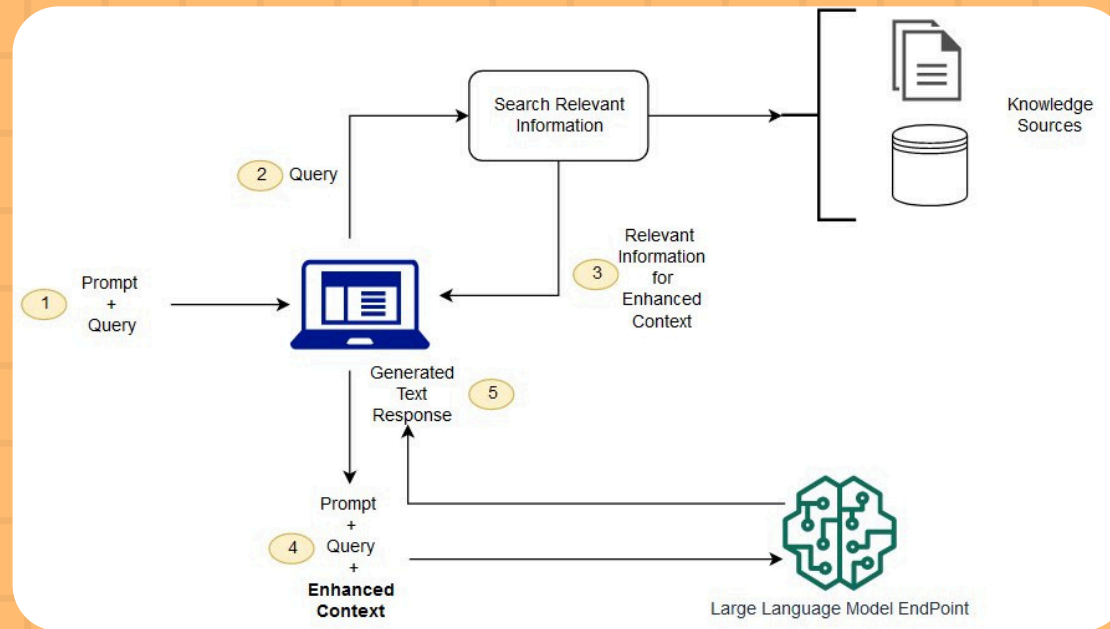 Search Relevant
Information
Knowledge
Sources
2 Query
Relevant
Information
for
Enhanced
Context
3
1
Prompt
+
Query
Generated
Text
Response
5
Prompt
+
Query
+
Enhanced
Context
4
Large Language Model EndPoint